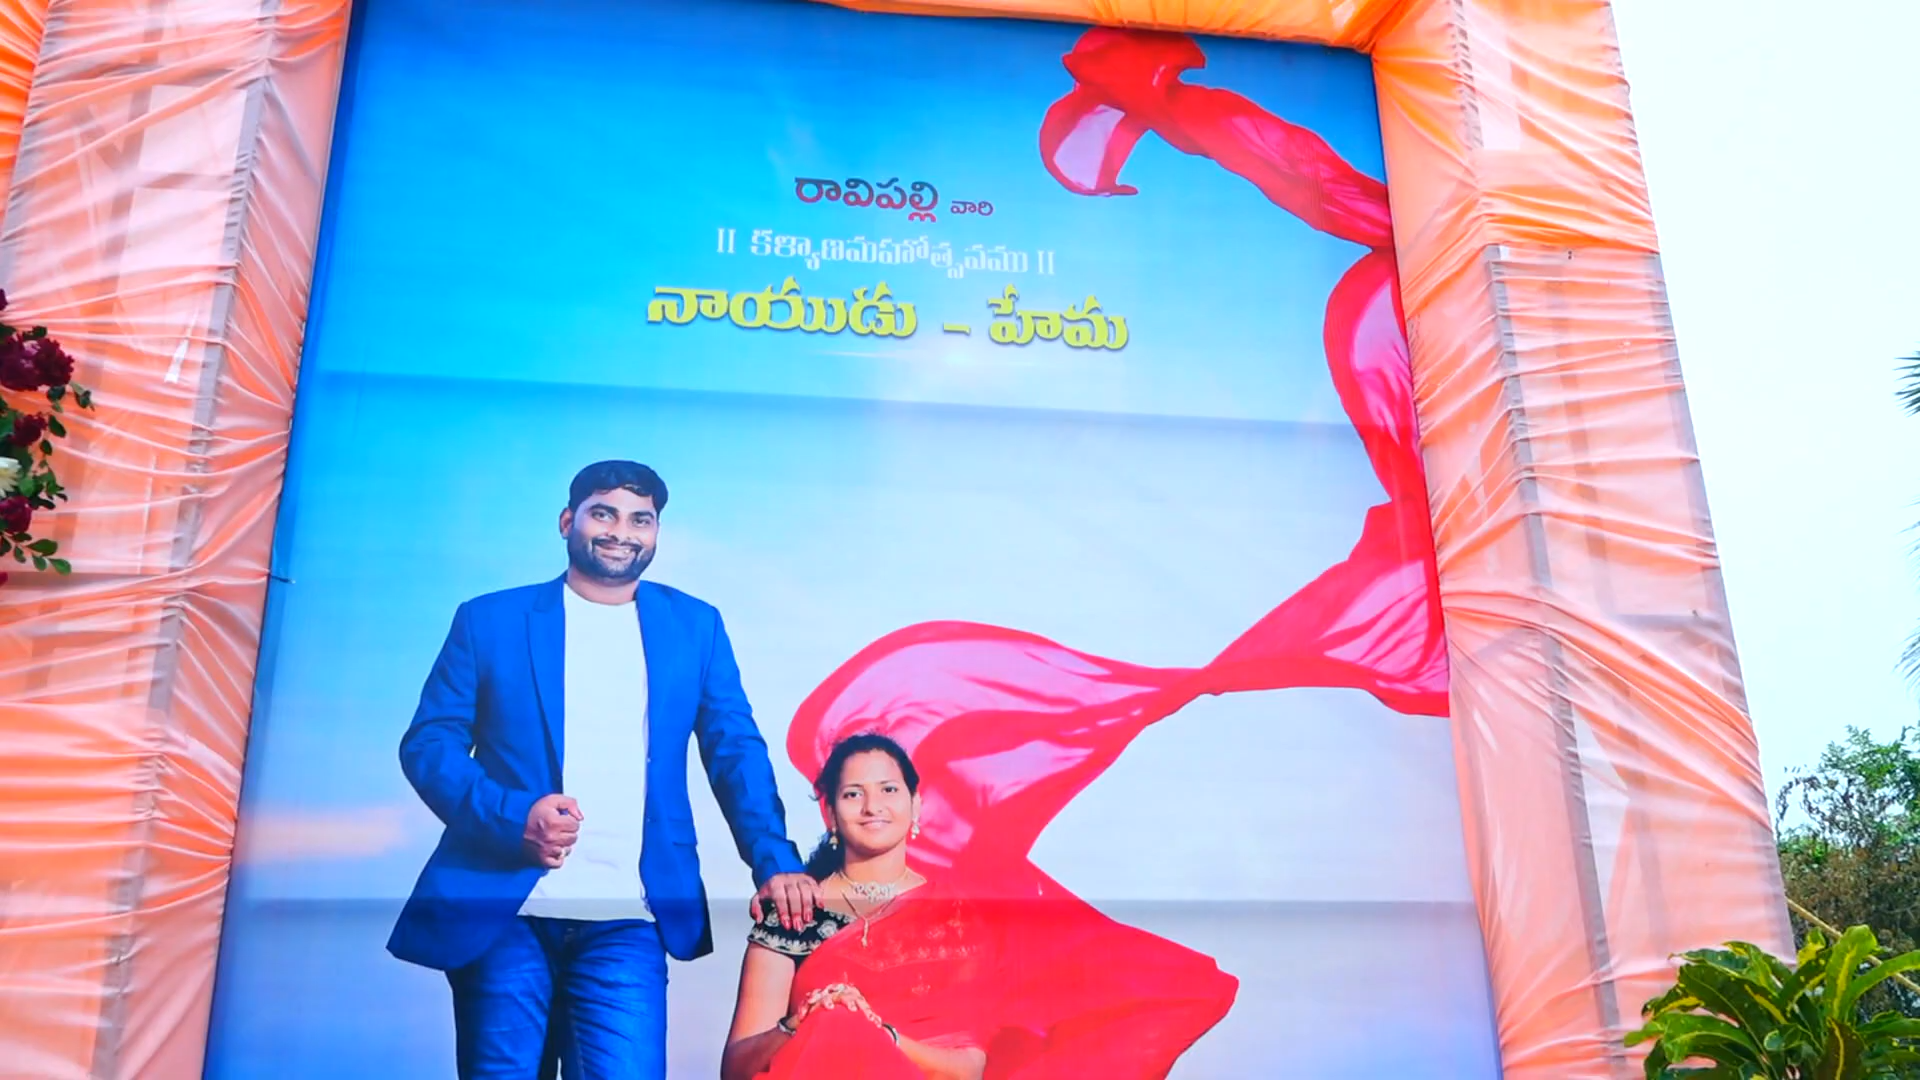 రావిపల్లి వారి
|| కళ్యాణమహోత్సవము ||
నాయుడు - హేమ